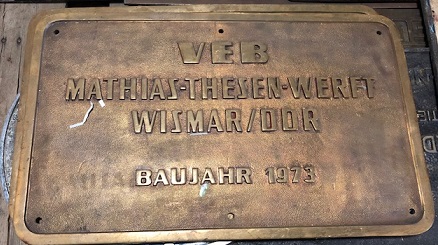 VEB
MATHIAS-THESEN-WERFT
WISMAR/DDR
BAUJAHR 1973